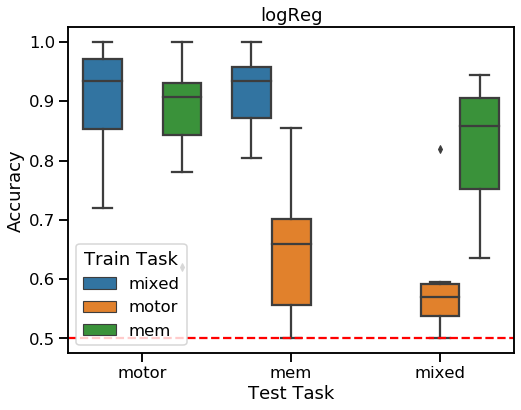 logReg
Accuracy
1.0
0.9
0.8
0.7
0.6
0.5
Train Task
mixed
motor
mem
motor mem mixed
Test Task